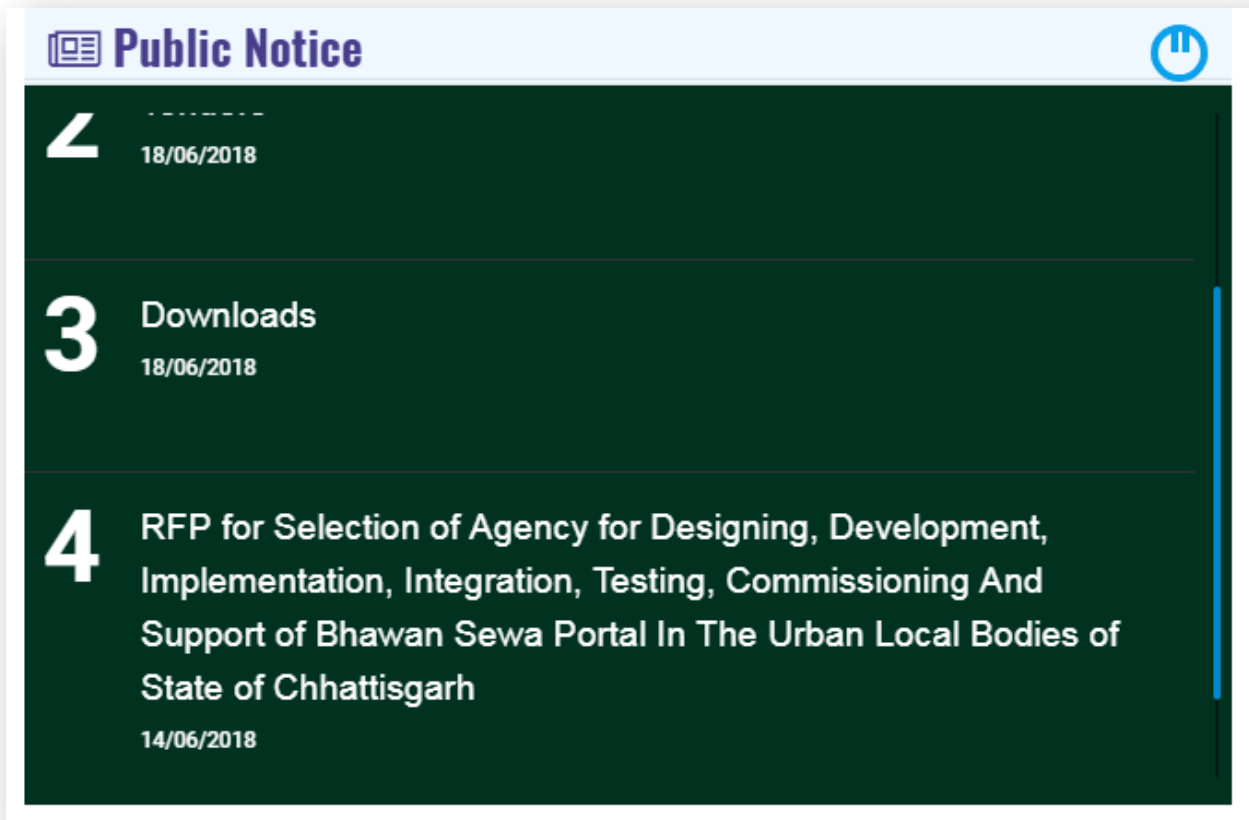 Public Notice
2
18/06/2018
3
Downloads
18/06/2018
4
RFP for Selection of Agency for Designing, Development,
Implementation, Integration, Testing, Commissioning And
Support of Bhawan Sewa Portal In The Urban Local Bodies of
State of Chhattisgarh
14/06/2018